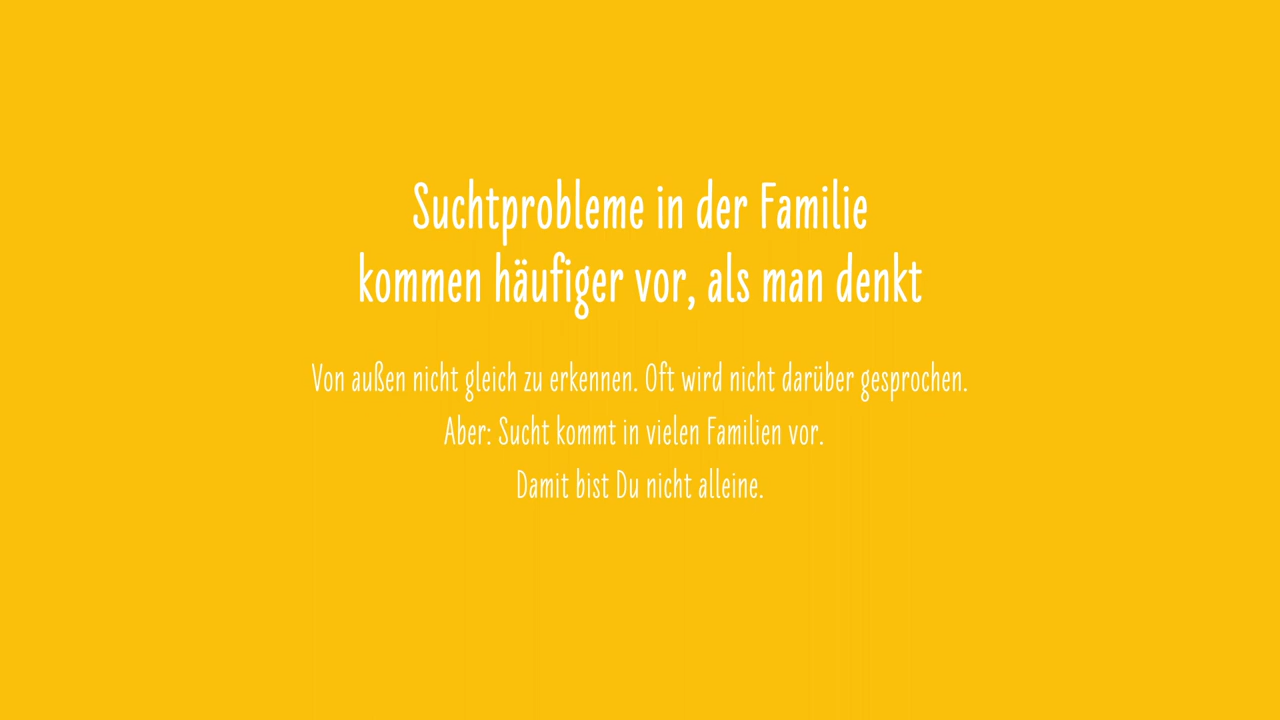 Suchtprobleme in der Familie
kommen häufiger vor, als man denkt
Von außen nicht gleich zu erkennen. Oft wird nicht darüber gesprochen.
Aber: Sucht kommt in vielen Familien vor.
Damit bist Du nicht alleine.